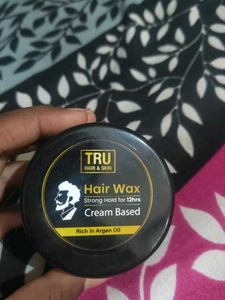 TRU
HAIR & SKIN
Hair Wax
Strong Hold for 12hrs
Cream Based
Rich in Argan Oil